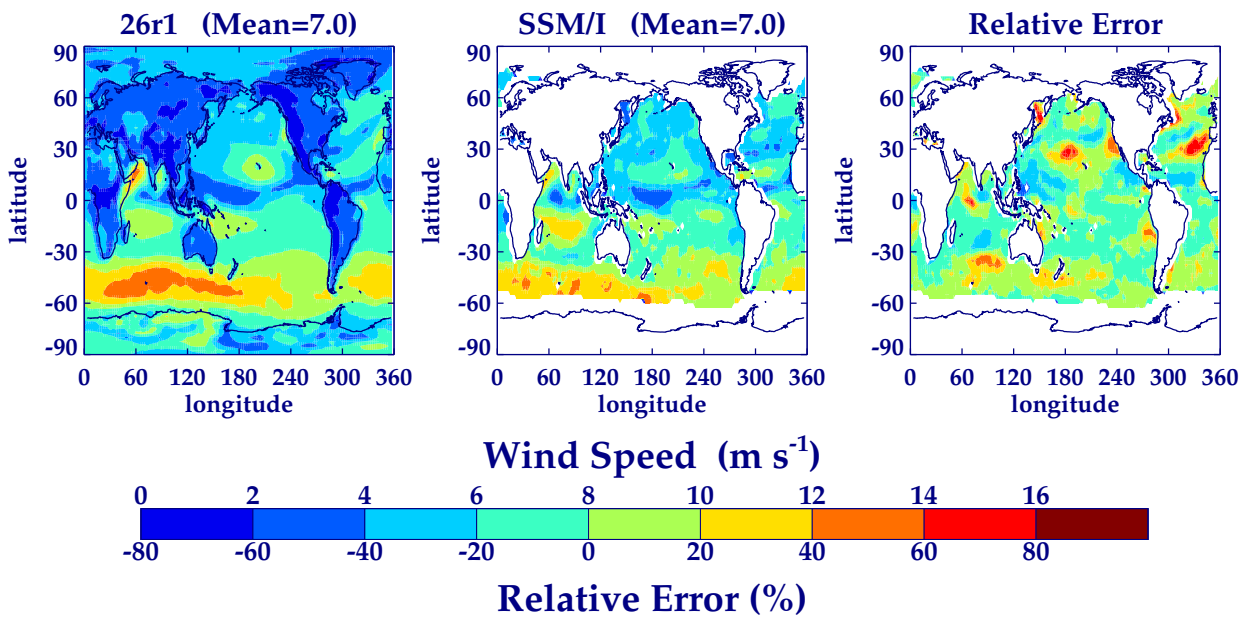 26r1 (Mean=7.0)
SSM/I (Mean=7.0)
Relative Error
90
60
30
0
-30
-60
-90
latitude
0 60 120 180 240 300 360
longitude
90
60
30
0
-30
-60
-90
latitude
0 60 120 180 240 300 360
longitude
90
60
30
0
-30
-60
-90
latitude
0 60 120 180 240 300 360
longitude
Wind Speed (m s-1)
0 2 4 6 8 10 12 14 16
-80 -60 -40 -20 0 20 40 60 80
Relative Error (%)